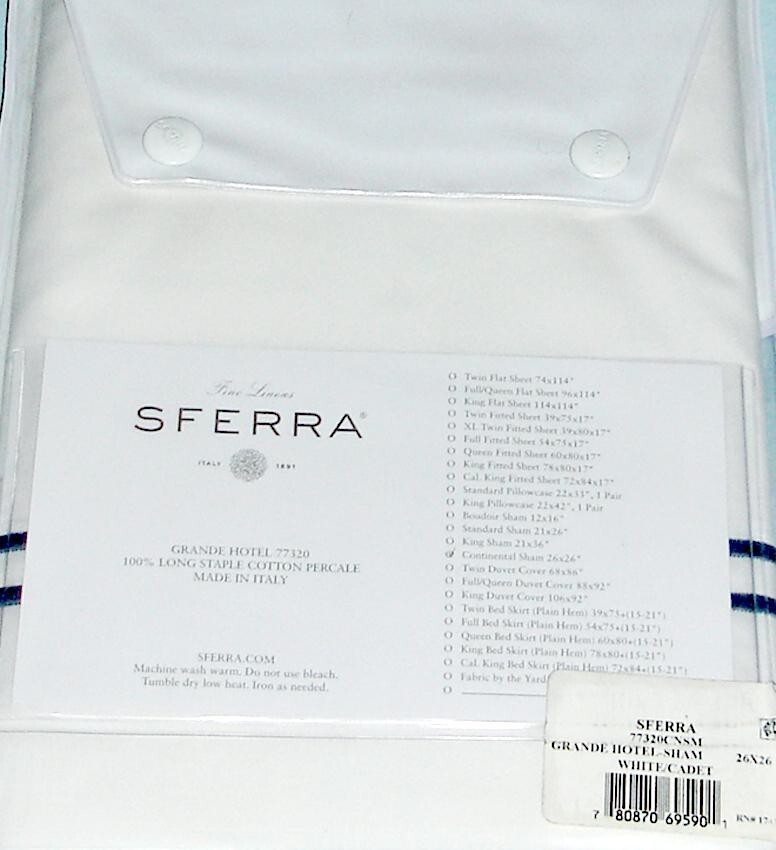 Fine Linens
SFERRA®
ITALY 1891
GRANDE HOTEL 77320
100% LONG STAPLE COTTON PERCALE
MADE IN ITALY
SFERRA.COM
Machine wash warm. Do not use bleach.
Tumble dry low heat. Iron as needed.
O Twin Flat Sheet 74x114"
O Full/Queen Flat Sheet 96x114"
O King Flat Sheet 114x114"
O Twin Fitted Sheet 39x75x17"
O XL Twin Fitted Sheet 39x80x17"
O Full Fitted Sheet 54x75x17"
O Queen Fitted Sheet 60x80x17"
O King Fitted Sheet 78x80x17"
O Cal. King Fitted Sheet 72x84x17"
O Standard Pillowcase 22x33", 1 Pair
O King Pillowcase 22x42", 1 Pair
O Boudoir Sham 12x16"
O Standard Sham 21x26"
O King Sham 21x36"
O Continental Sham 26x26"
O Twin Duvet Cover 68x86"
O Full/Queen Duvet Cover 88x92"
O King Duvet Cover 106x92"
O Twin Bed Skirt (Plain Hem) 39x75+(15-21")
O Full Bed Skirt (Plain Hem) 54x75+(15-21")
O Queen Bed Skirt (Plain Hem) 60x80+(15-21")
O King Bed Skirt (Plain Hem) 78x80+(15-21")
O Cal. King Bed Skirt (Plain Hem) 72x84+(15-21")
O Fabric by the Yard
O
SFERRA
77320CNSM
GRANDE HOTEL-SHAM 26X26
WHITE/CADET
7 80870 69590 1
RN# 17